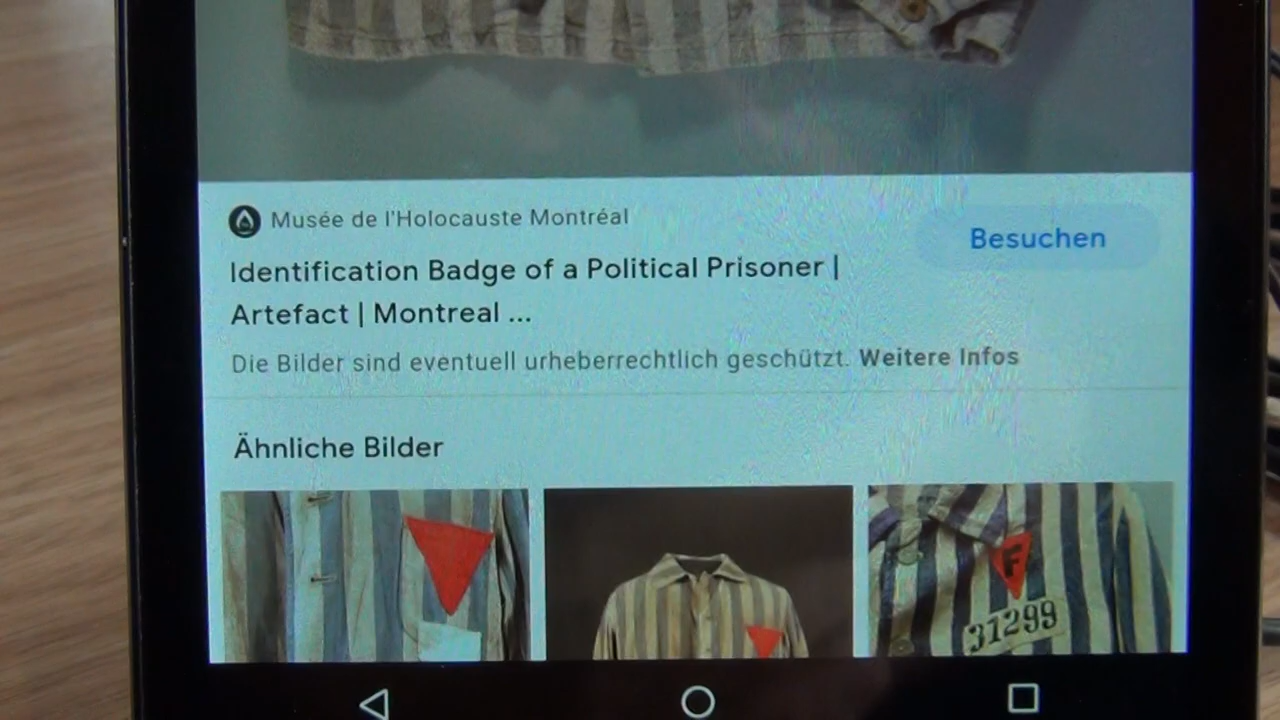 Musée de l'Holocauste Montréal
Besuchen
Identification Badge of a Political Prisoner |
Artefact | Montreal ...
Die Bilder sind eventuell urheberrechtlich geschützt. Weitere Infos
Ähnliche Bilder
F
31299